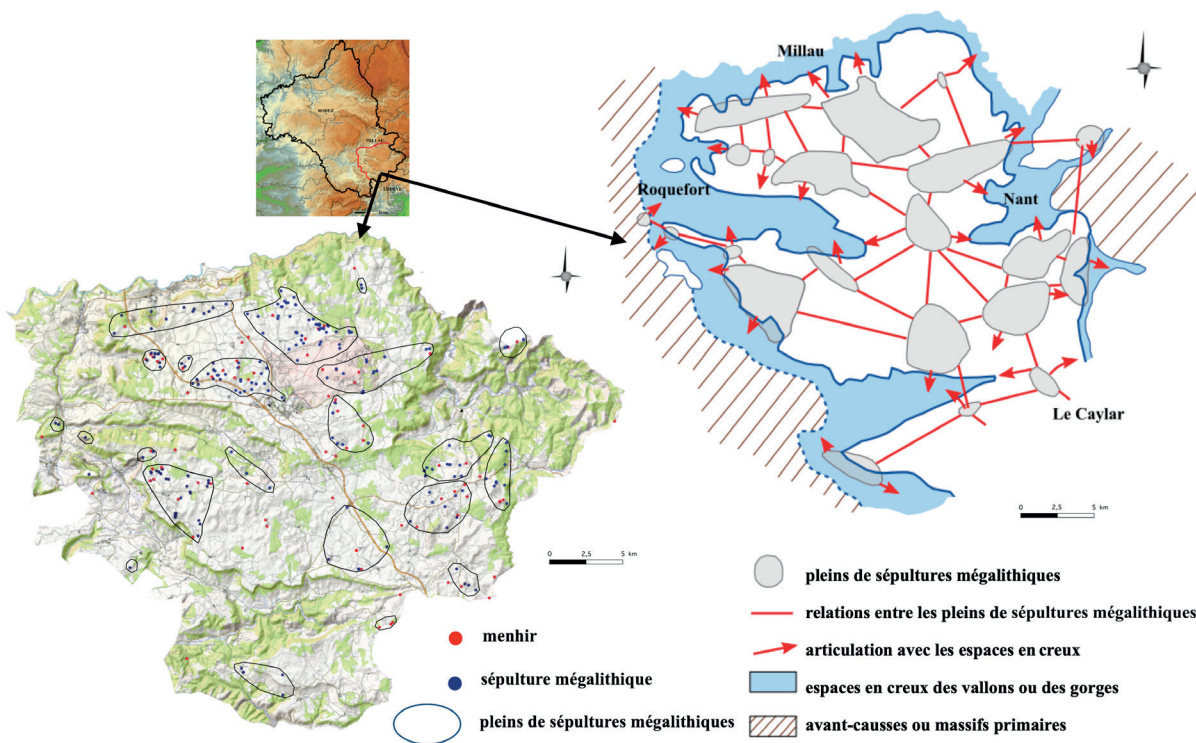 RODEZ
MILLAU
LODÈVE
Millau
Roquefort
Nant
Le Caylar
0 2,5 5 km
0 2,5 5 km
menhir
sépulture mégalithique
pleins de sépultures mégalithiques
pleins de sépultures mégalithiques
relations entre les pleins de sépultures mégalithiques
articulation avec les espaces en creux
espaces en creux des vallons ou des gorges
avant-causses ou massifs primaires